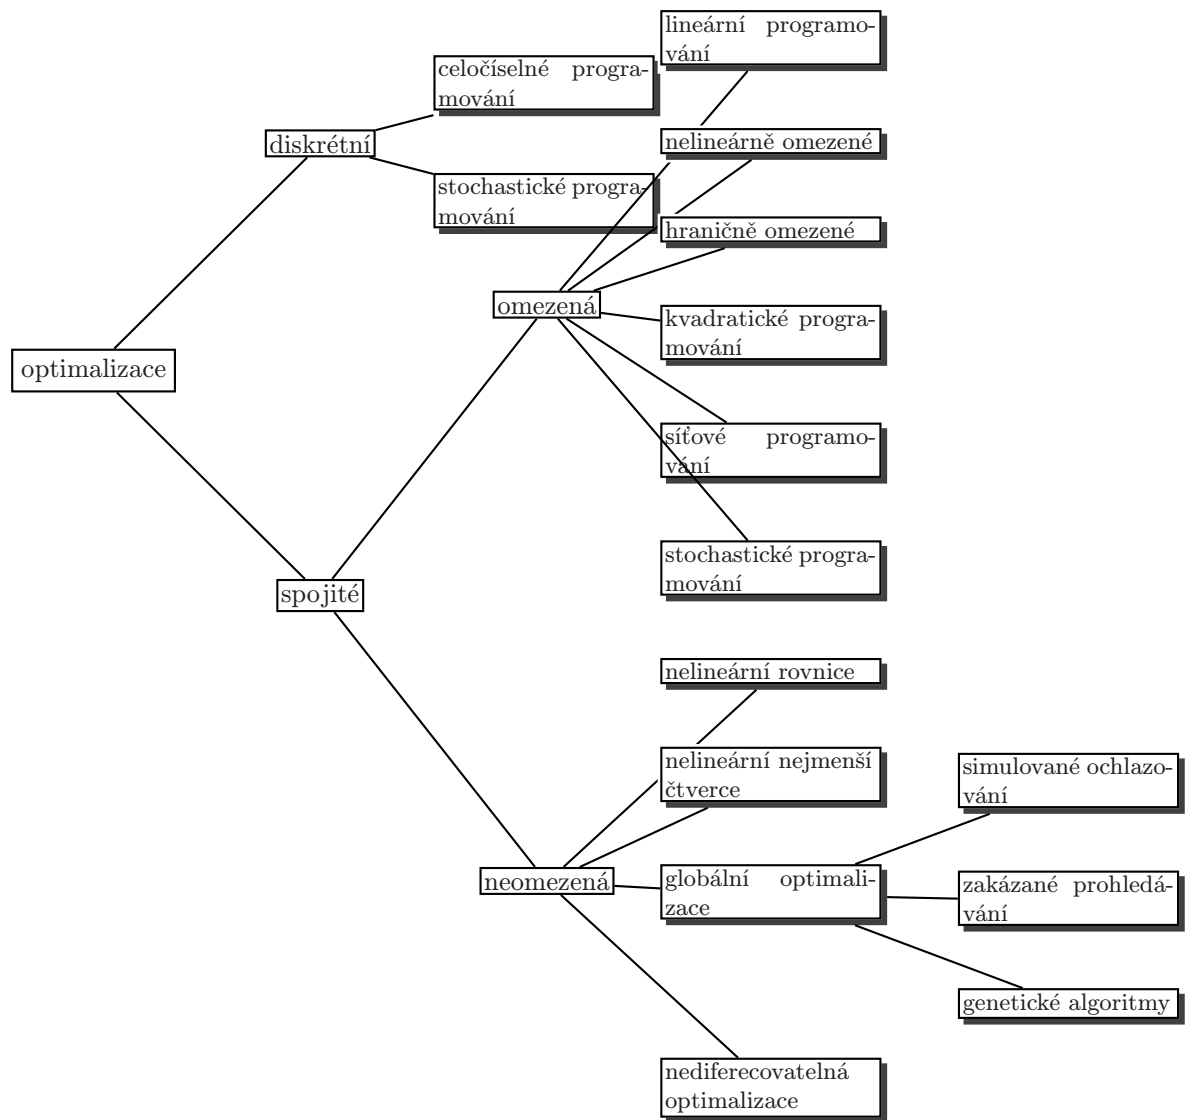 optimalizace
diskrétní
celočíselné progra-
mování
stochastické progra-
mování
spojité
omezená
lineární programo-
vání
nelineárně omezené
hraničně omezené
kvadratické progra-
mování
síťové programo-
vání
stochastické progra-
mování
neomezená
nelineární rovnice
nelineární nejmenší
čtverce
globální optimali-
zace
simulované ochlazo-
vání
zakázané prohledá-
vání
genetické algoritmy
nediferecovatelná
optimalizace